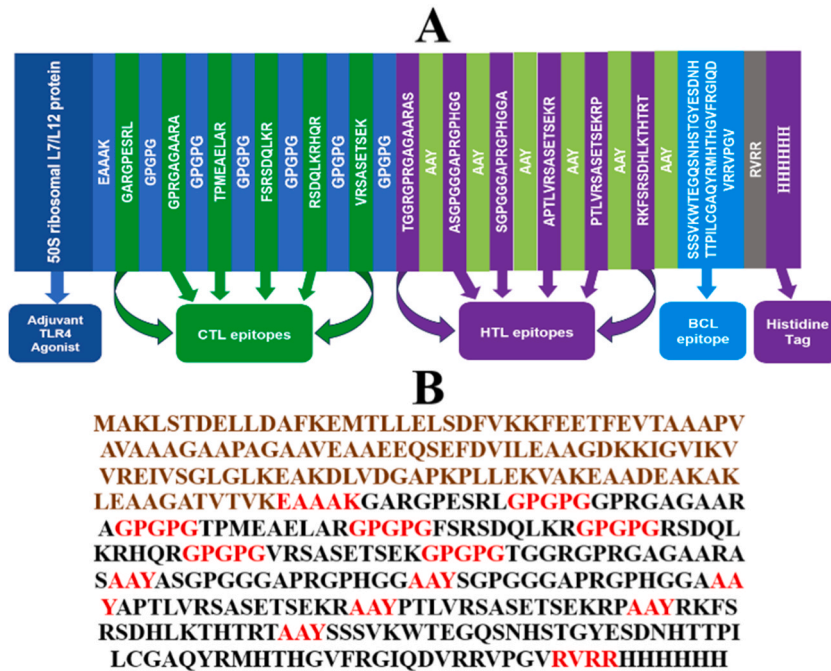 A
50S ribosomal L7/L12 protein
EAAAK
GARGPESRL
GPGPG
GPRGAGAARA
GPGPG
TPMEAELAR
GPGPG
FSRSDQLKR
GPGPG
RSDQLKRHQR
GPGPG
VRSASETSEK
GPGPG
TGGRGPRGAGAARAS
AAY
ASGPGGGAPRGPHGG
AAY
SGPGGGAPRGPHGGA
AAY
APTLVRSASETSEKR
AAY
PTLVRSASETSEKRP
AAY
RKFSRSDHLKTHTRT
AAY
SSSVKWTEGQSNHSTGYESDNH
TTPILCGAQYRMHTHGVFRGIQD
VRRVPGV
RVRR
HHHHHH
Adjuvant
TLR4
Agonist
CTL epitopes
HTL epitopes
BCL
epitope
Histidine
Tag
B
MAKLSTDELLDAFKEMTLLELSDFVKKFEETFEVTAAAPV
AVAAAGAAPAGAAVEAAEEQSEFDVILEAAGDKKIGVIKV
VREIVSGLGLKEAKDLVDGAPKPLLEKVAKEAADEAKAK
LEAAGATVTVKEAAAKGARGPESRLGPGPGGPRGAGAAR
AGPGPGTPMEAELARGPGPGFSRSDQLKRGPGPGRSDQL
KRHQRGPGPGVRSASETSEKGPGPGTGGRGPRGAGAARA
SAAYASGPGGGAPRGPHGGAAYSGPGGGAPRGPHGGAAA
YAPTLVRSASETSEKRAAYPTLVRSASETSEKRPAAYRKFS
RSDHLKTHTRTAAYSSSVKWTEGQSNHSTGYESDNHTTPI
LCGAQYRMHTHGVFRGIQDVRRVPGVRVRRHHHHHH